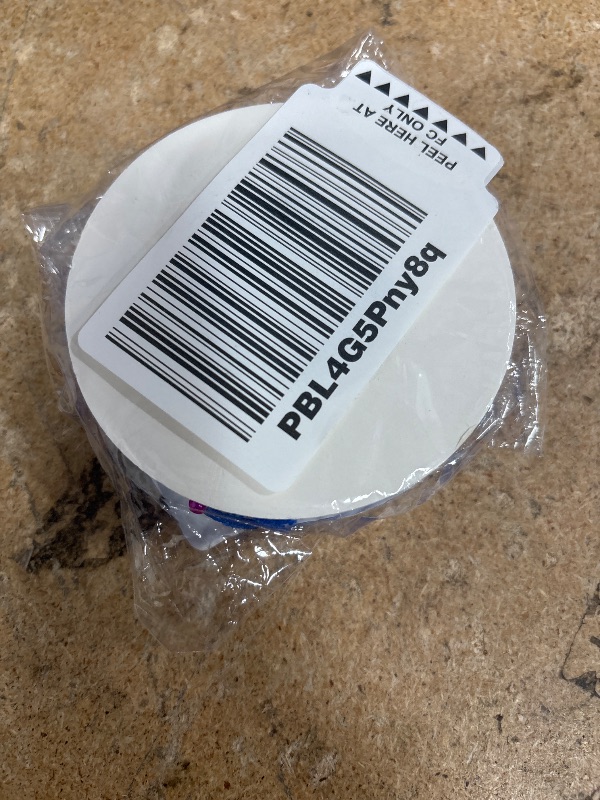 PEEL HERE AT
FC ONLY
PBL4G5Pny8q